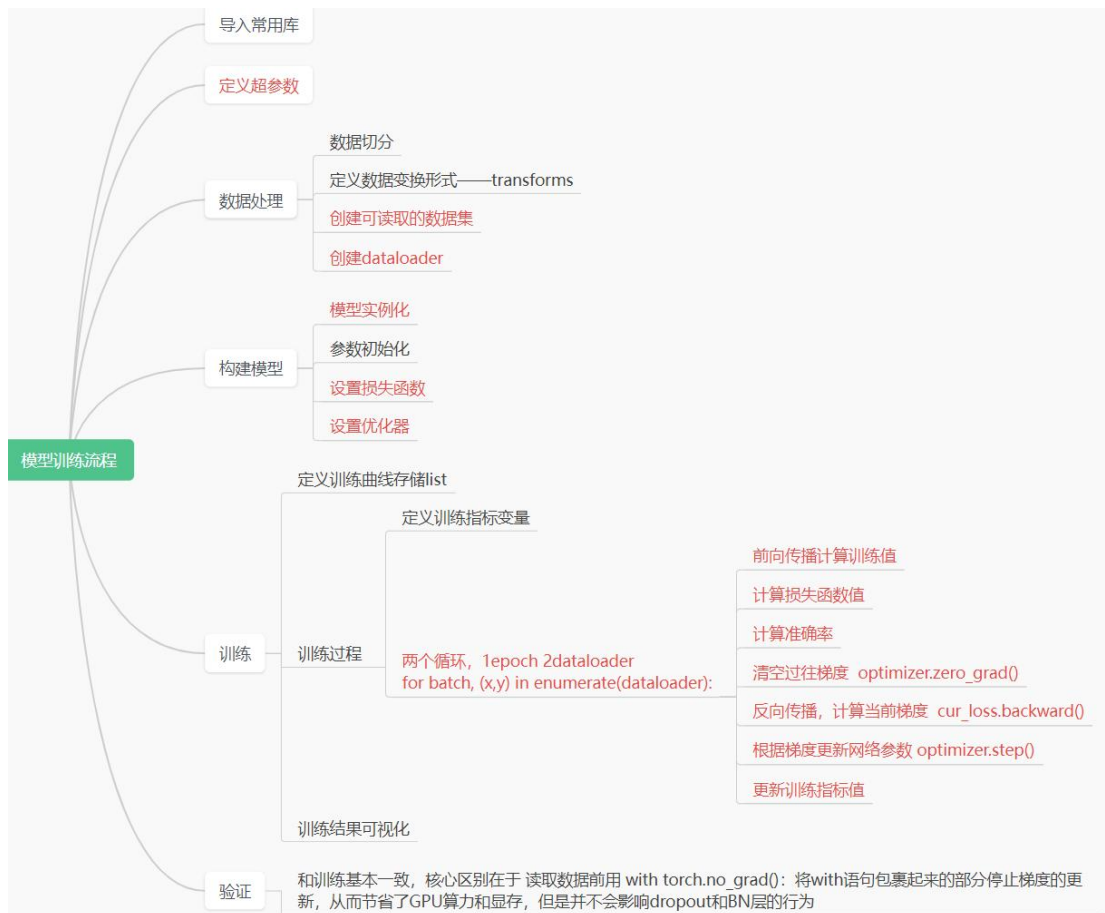 导入常用库
定义超参数
数据切分
定义数据变换形式——transforms
数据处理
创建可读取的数据集
创建dataloader
模型实例化
参数初始化
构建模型
设置损失函数
设置优化器
模型训练流程
定义训练曲线存储list
定义训练指标变量
前向传播计算训练值
计算损失函数值
计算准确率
训练
训练过程
两个循环，1epoch 2dataloader
for batch, (x,y) in enumerate(dataloader):
清空过往梯度 optimizer.zero_grad()
反向传播，计算当前梯度 cur_loss.backward()
根据梯度更新网络参数 optimizer.step()
更新训练指标值
训练结果可视化
验证
和训练基本一致，核心区别在于 读取数据前用 with torch.no_grad()：将with语句包裹起来的部分停止梯度的更
新，从而节省了GPU算力和显存，但是并不会影响dropout和BN层的行为